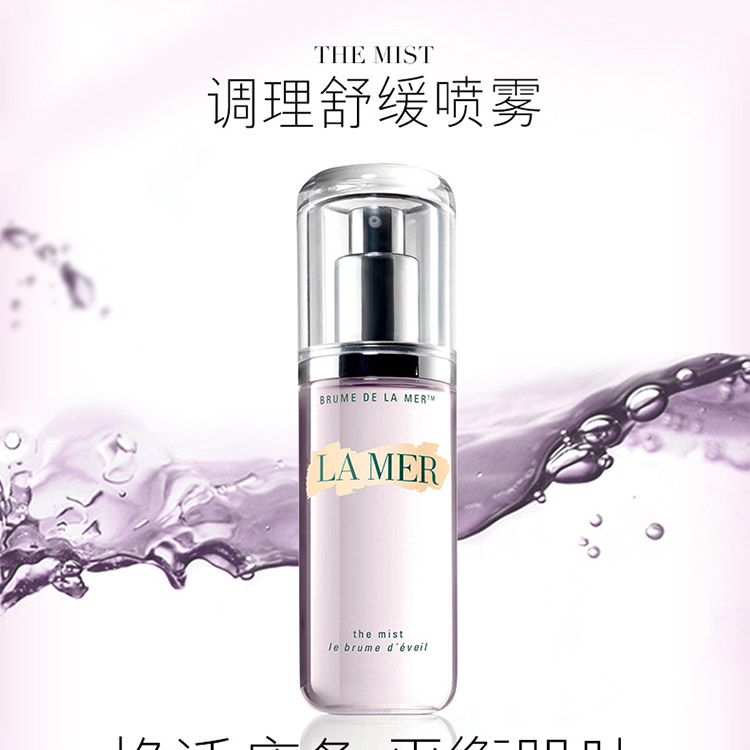 THE MIST
调理舒缓喷雾
BRUME DE LA MER™
LA MER
the mist
le brume d'éveil